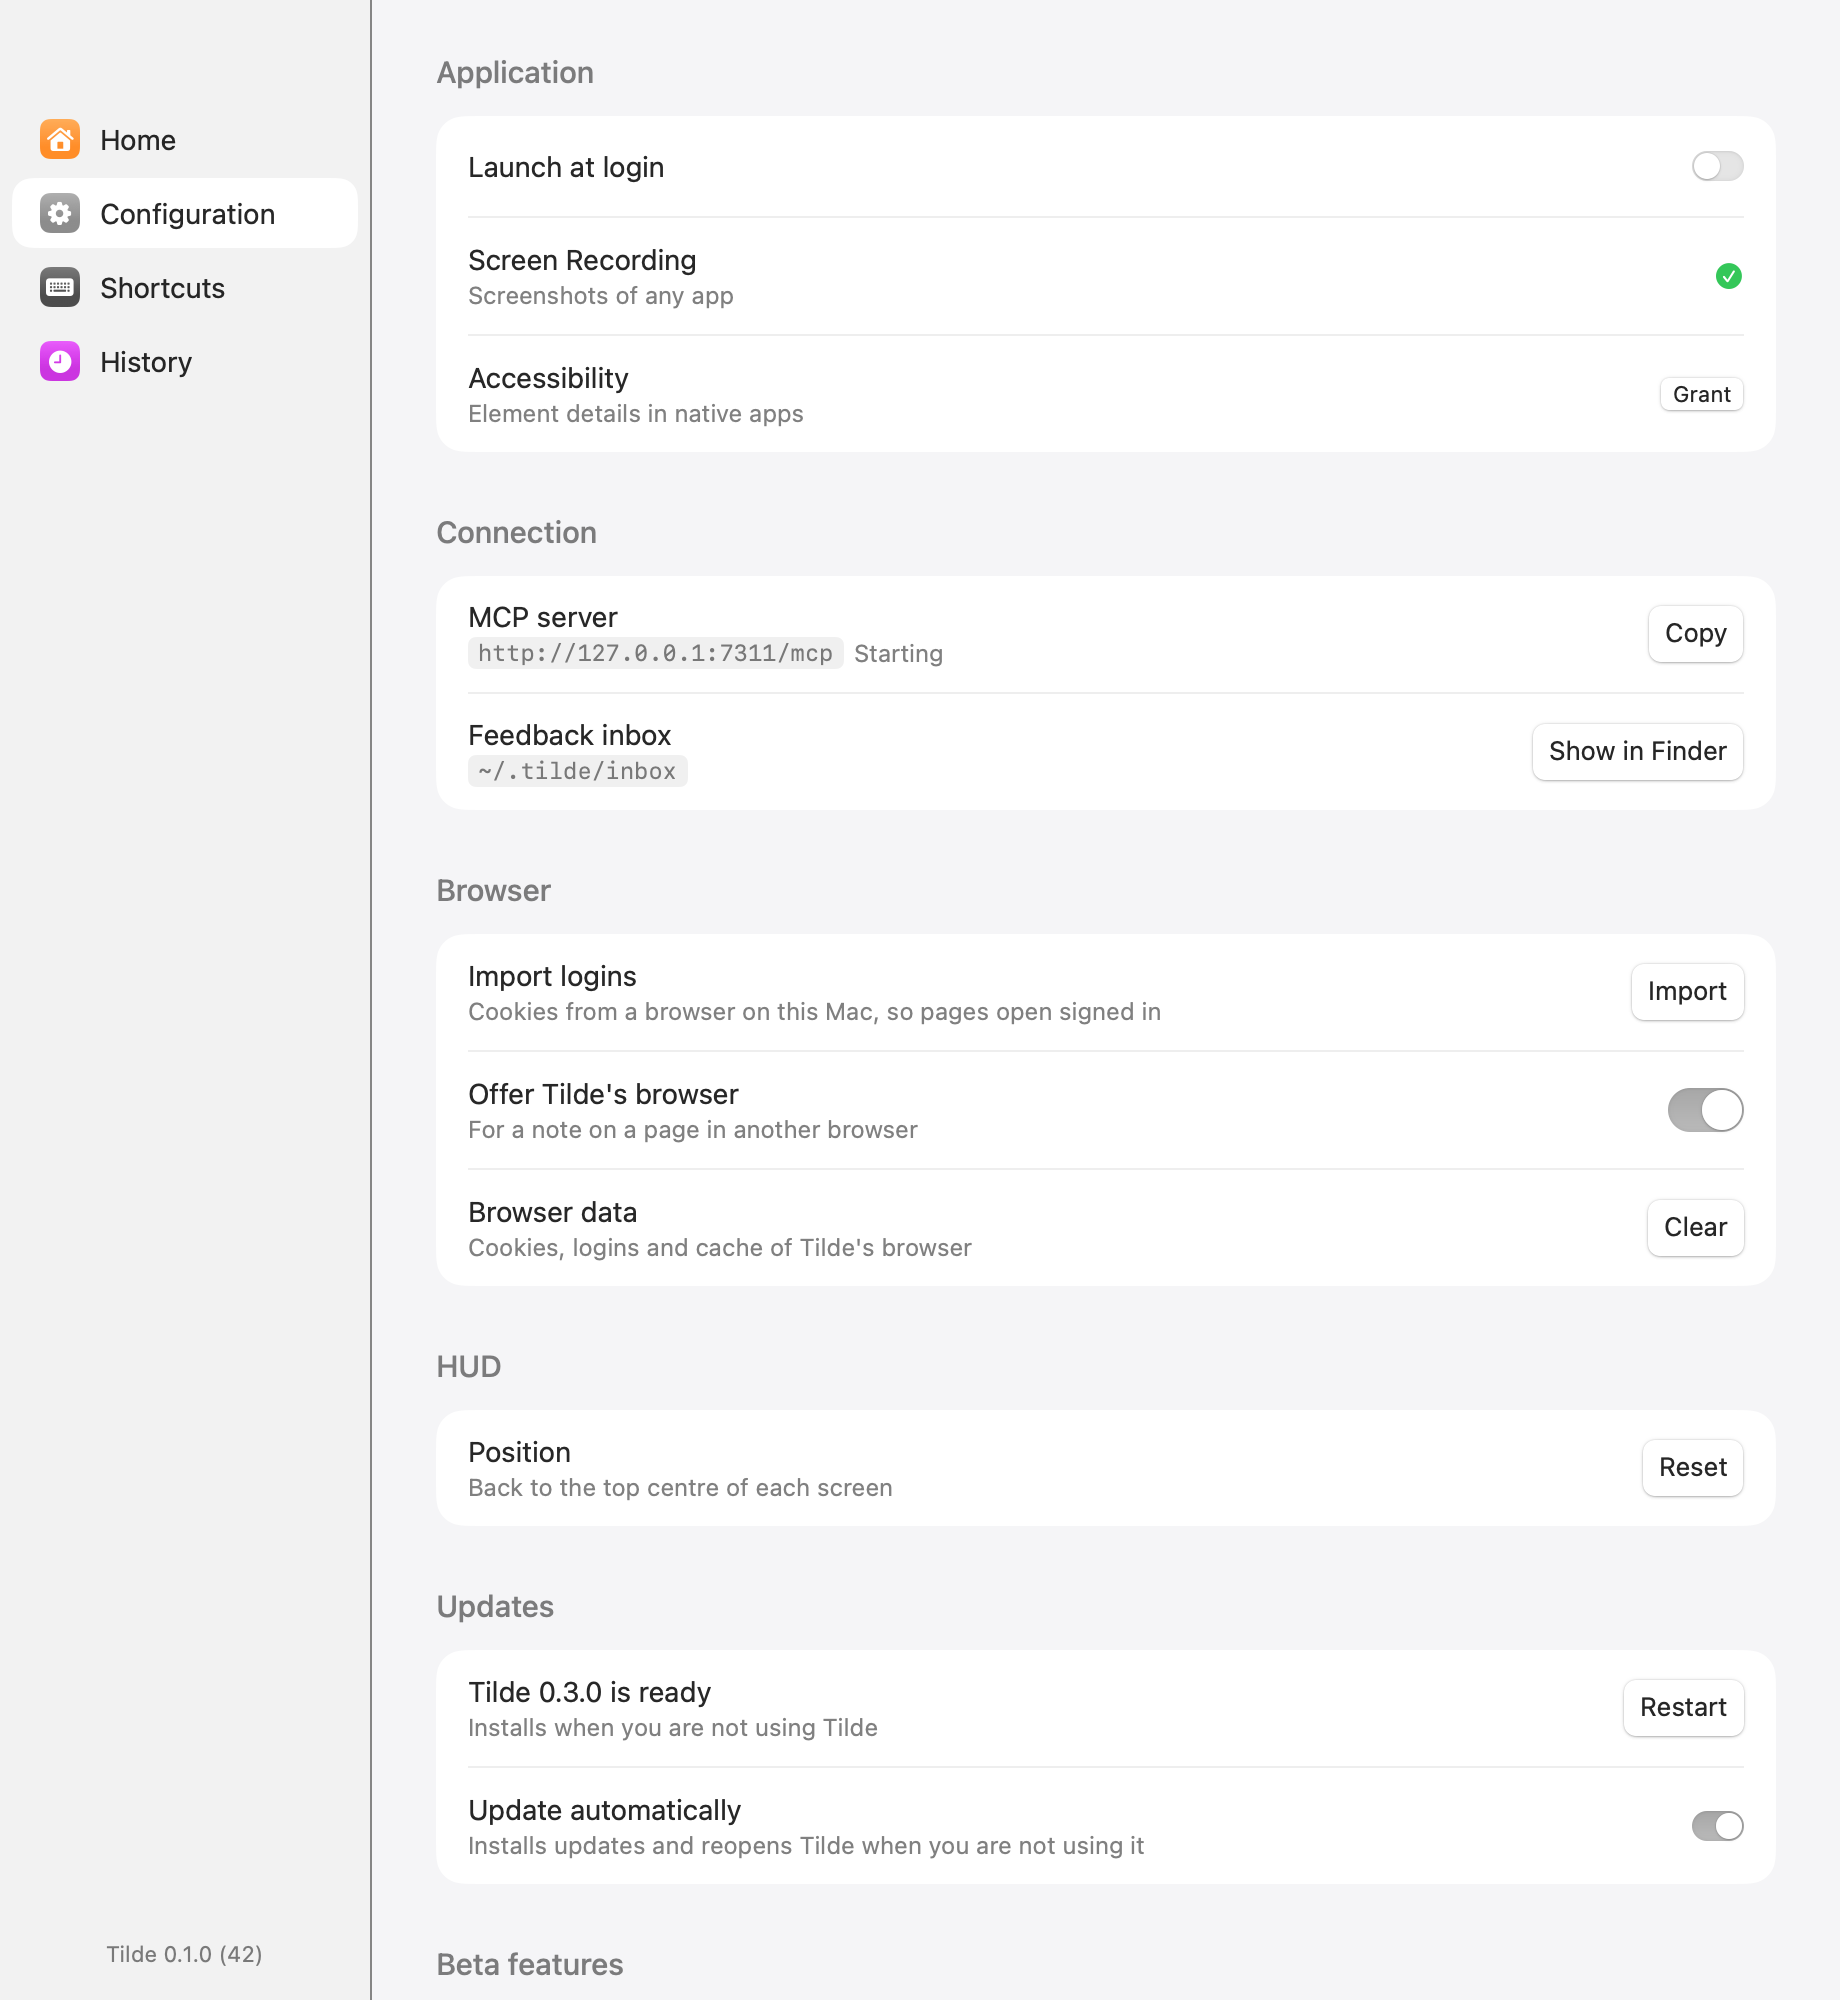 Home
Configuration
Shortcuts
History
Tilde 0.1.0 (42)
Application
Launch at login
Screen Recording
Screenshots of any app
Accessibility
Element details in native apps
Grant
Connection
MCP server
http://127.0.0.1:7311/mcp Starting
Copy
Feedback inbox
~/.tilde/inbox
Show in Finder
Browser
Import logins
Cookies from a browser on this Mac, so pages open signed in
Import
Offer Tilde's browser
For a note on a page in another browser
Browser data
Cookies, logins and cache of Tilde's browser
Clear
HUD
Position
Back to the top centre of each screen
Reset
Updates
Tilde 0.3.0 is ready
Installs when you are not using Tilde
Restart
Update automatically
Installs updates and reopens Tilde when you are not using it
Beta features